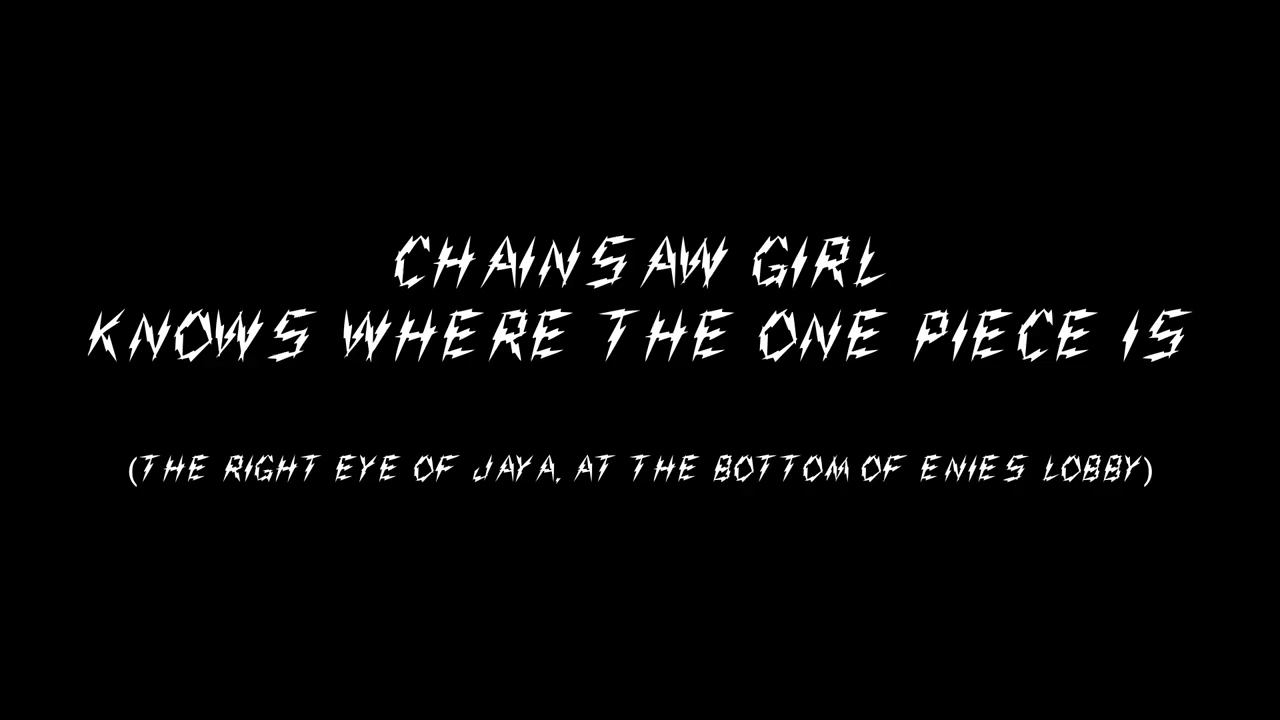 CHAINSAW GIRL
KNOWS WHERE THE ONE PIECE IS
(THE RIGHT EYE OF JAYA, AT THE BOTTOM OF ENIES LOBBY)